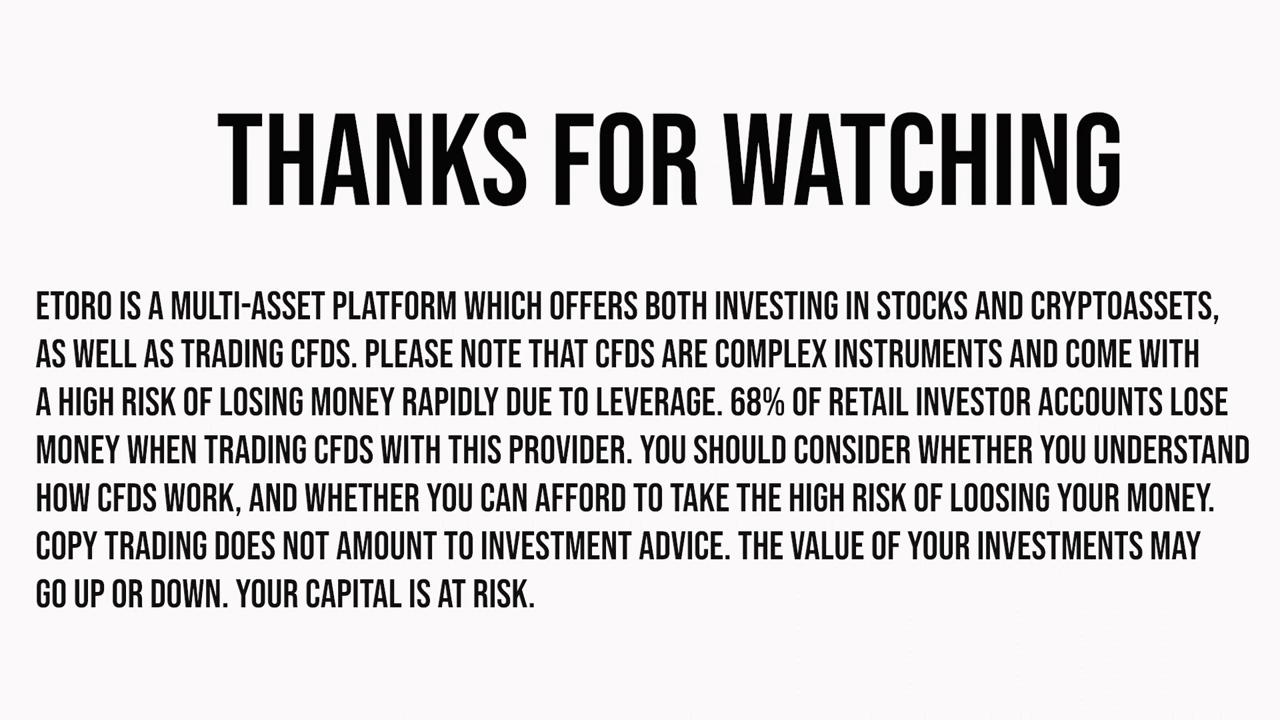 THANKS FOR WATCHING
ETORO IS A MULTI-ASSET PLATFORM WHICH OFFERS BOTH INVESTING IN STOCKS AND CRYPTOASSETS,
AS WELL AS TRADING CFDS. PLEASE NOTE THAT CFDS ARE COMPLEX INSTRUMENTS AND COME WITH
A HIGH RISK OF LOSING MONEY RAPIDLY DUE TO LEVERAGE. 68% OF RETAIL INVESTOR ACCOUNTS LOSE
MONEY WHEN TRADING CFDS WITH THIS PROVIDER. YOU SHOULD CONSIDER WHETHER YOU UNDERSTAND
HOW CFDS WORK, AND WHETHER YOU CAN AFFORD TO TAKE THE HIGH RISK OF LOOSING YOUR MONEY.
COPY TRADING DOES NOT AMOUNT TO INVESTMENT ADVICE. THE VALUE OF YOUR INVESTMENTS MAY
GO UP OR DOWN. YOUR CAPITAL IS AT RISK.